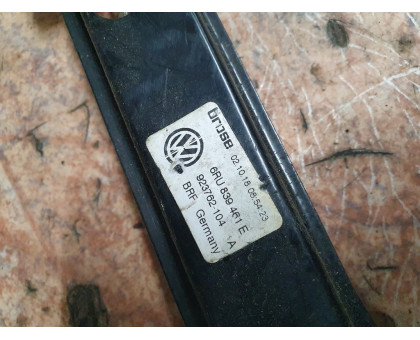 brose 02.10.18 06:54:23
6RU 839 461 E
923762 104 A
BRF Germany